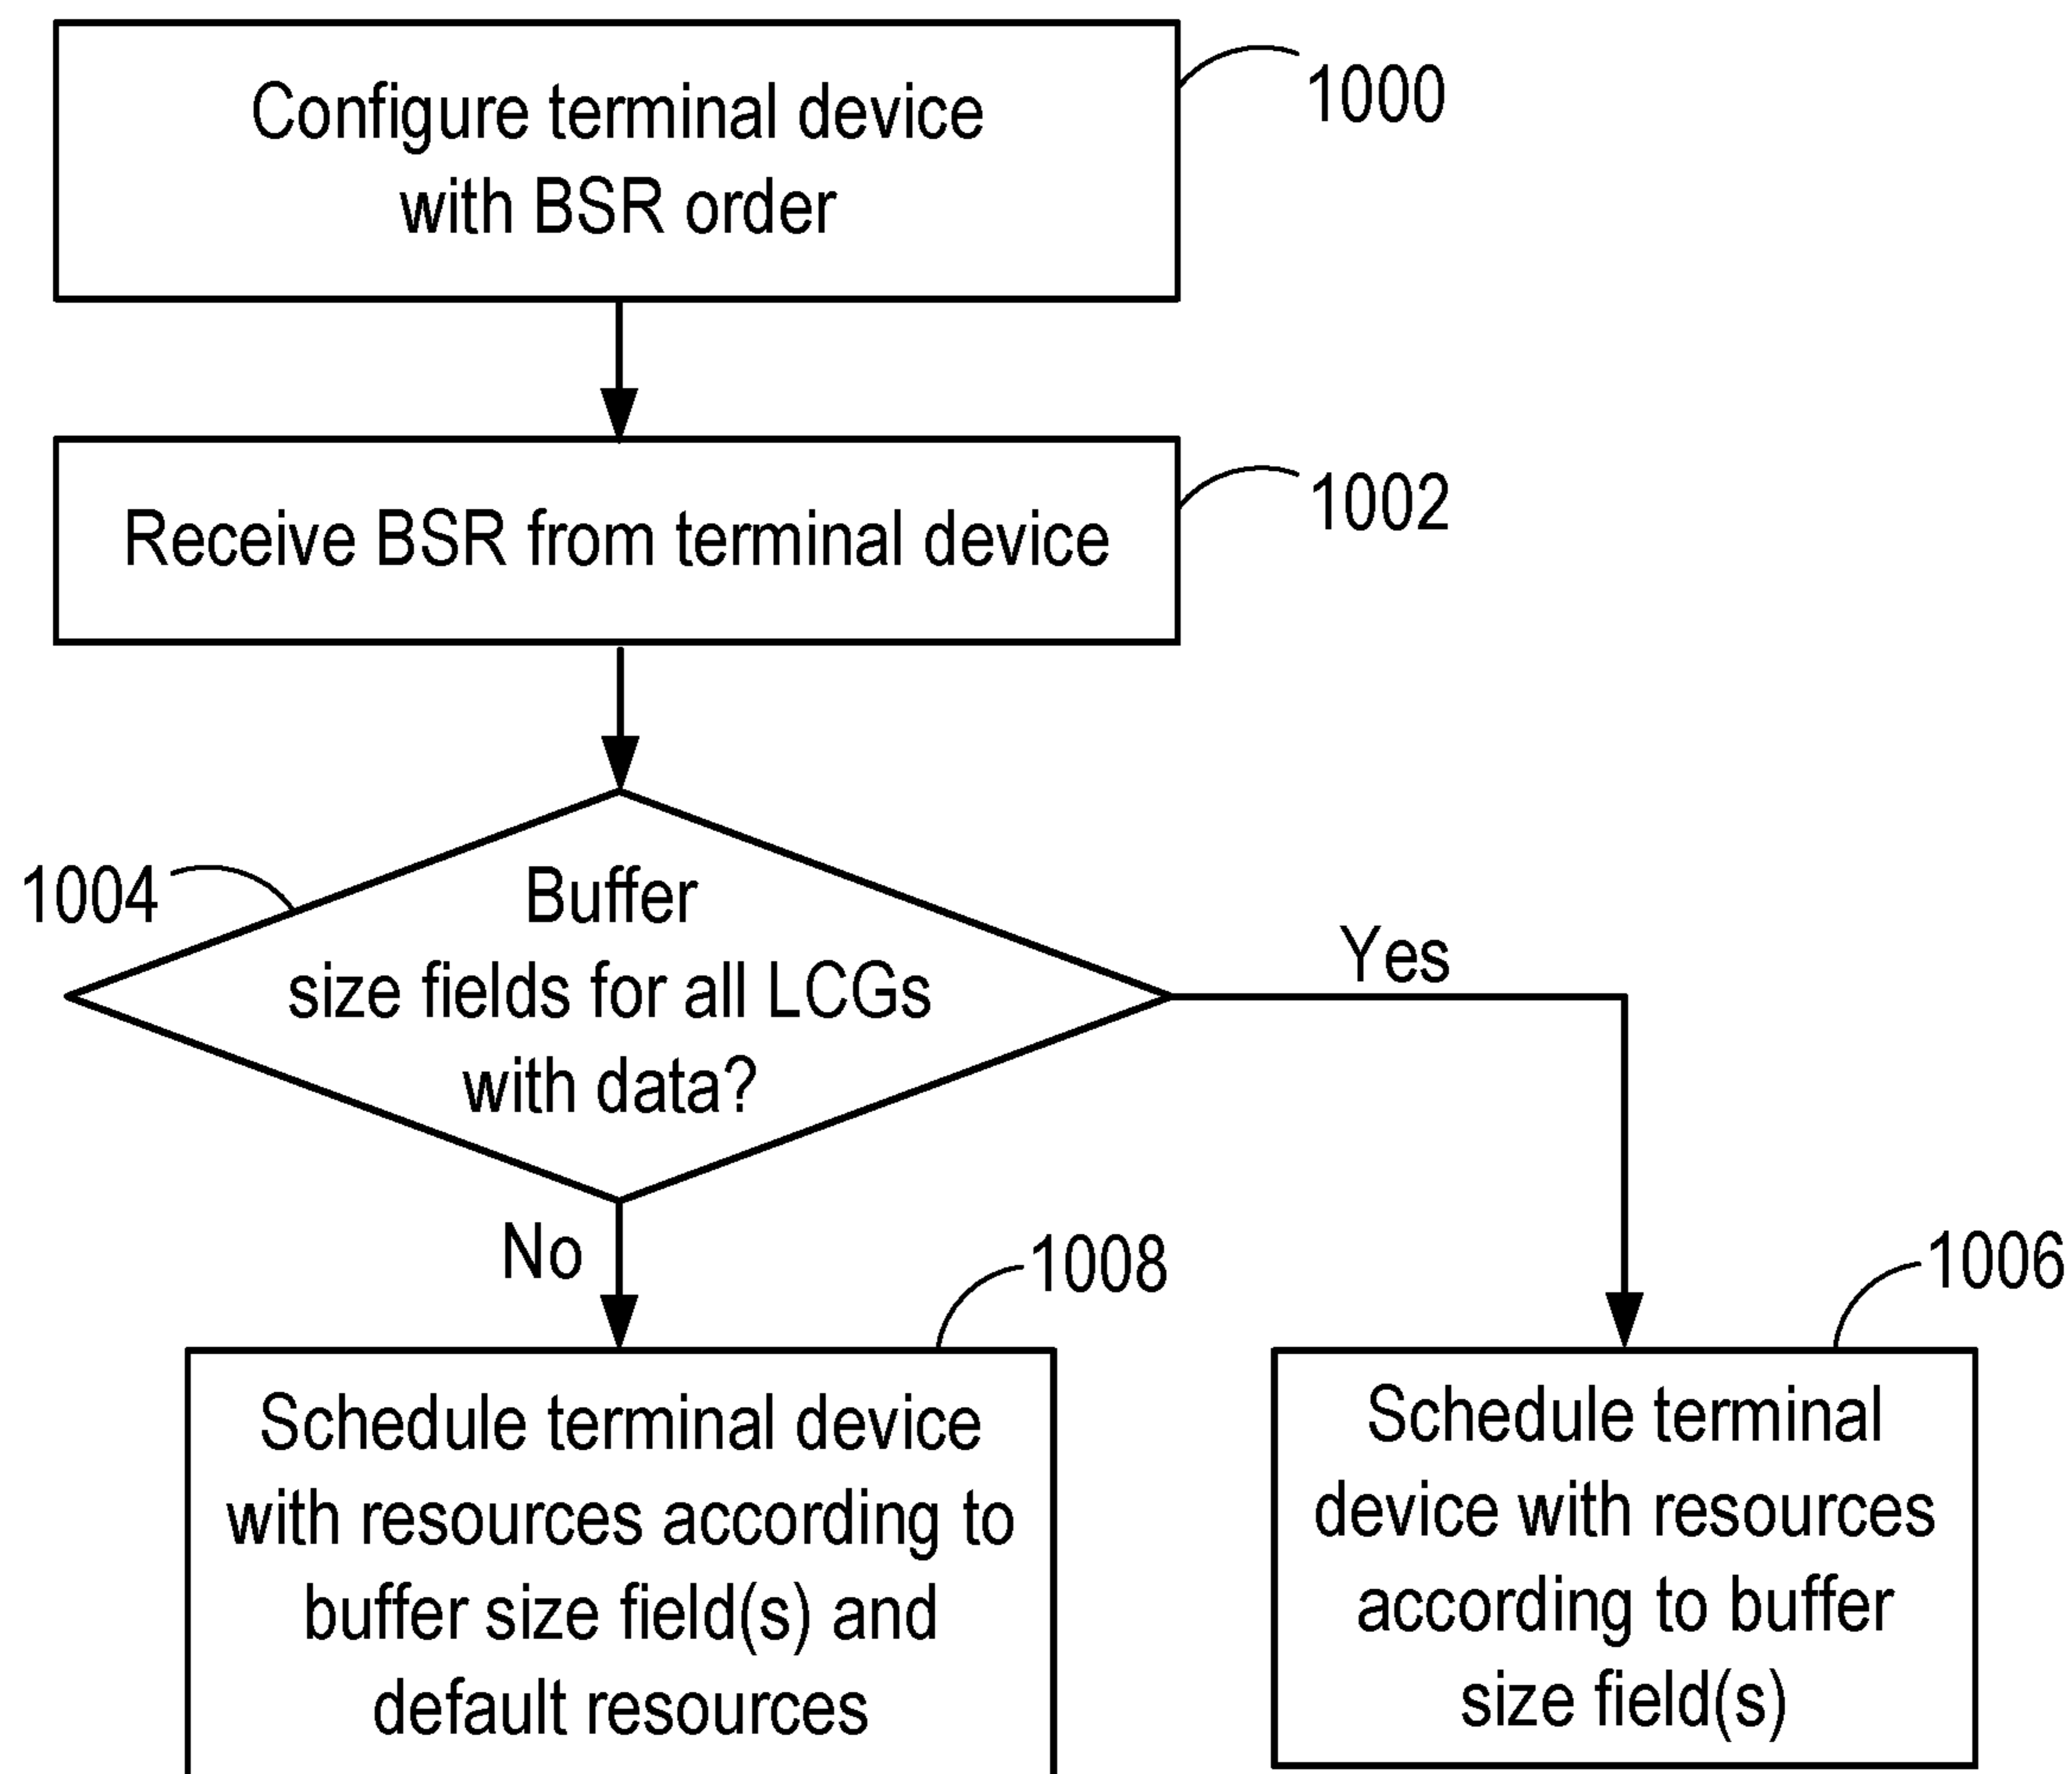 Configure terminal device
with BSR order
1000
Receive BSR from terminal device
1002
1004
Buffer
size fields for all LCGs
with data?
Yes
No
1008
1006
Schedule terminal device
with resources according to
buffer size field(s) and
default resources
Schedule terminal
device with resources
according to buffer
size field(s)